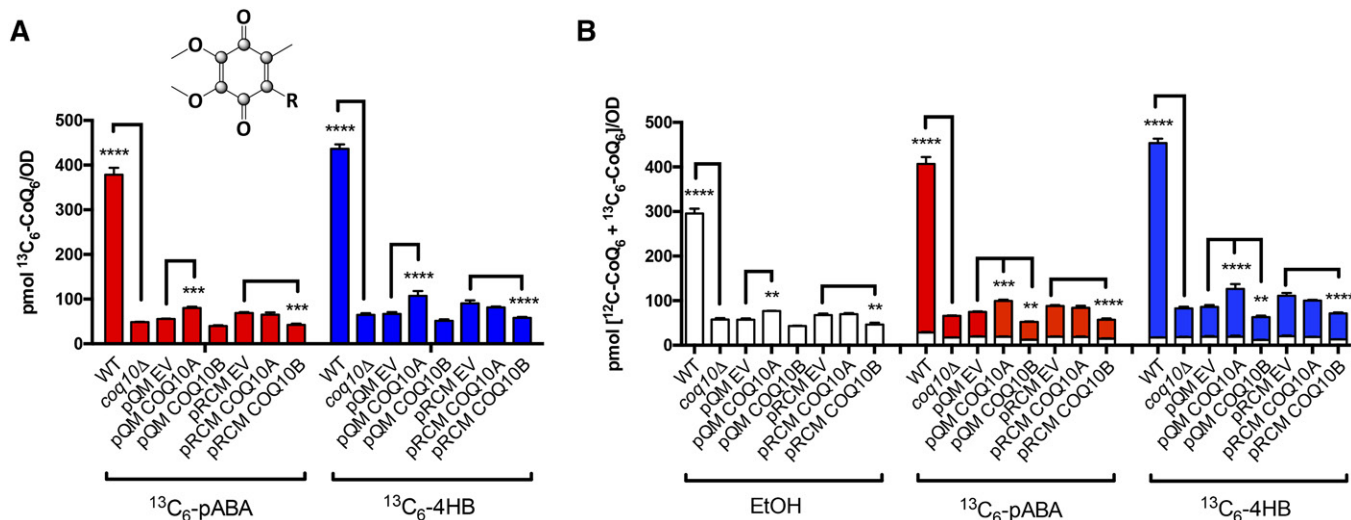 A
B
O
O
O
R
O
pmol ¹³C₆-CoQ₆/OD
500
400
300
200
100
0
****
***
***
****
****
****
WT
coq10Δ
pQM EV
pQM COQ10A
pQM COQ10B
pRCM EV
pRCM COQ10A
pRCM COQ10B
WT
coq10Δ
pQM EV
pQM COQ10A
pQM COQ10B
pRCM EV
pRCM COQ10A
pRCM COQ10B
¹³C₆-pABA
¹³C₆-4HB
pmol [¹²C-CoQ₆ + ¹³C₆-CoQ₆]/OD
500
400
300
200
100
0
****
**
**
****
***
**
****
****
****
**
****
WT
coq10Δ
pQM EV
pQM COQ10A
pQM COQ10B
pRCM EV
pRCM COQ10A
pRCM COQ10B
WT
coq10Δ
pQM EV
pQM COQ10A
pQM COQ10B
pRCM EV
pRCM COQ10A
pRCM COQ10B
WT
coq10Δ
pQM EV
pQM COQ10A
pQM COQ10B
pRCM EV
pRCM COQ10A
pRCM COQ10B
EtOH
¹³C₆-pABA
¹³C₆-4HB